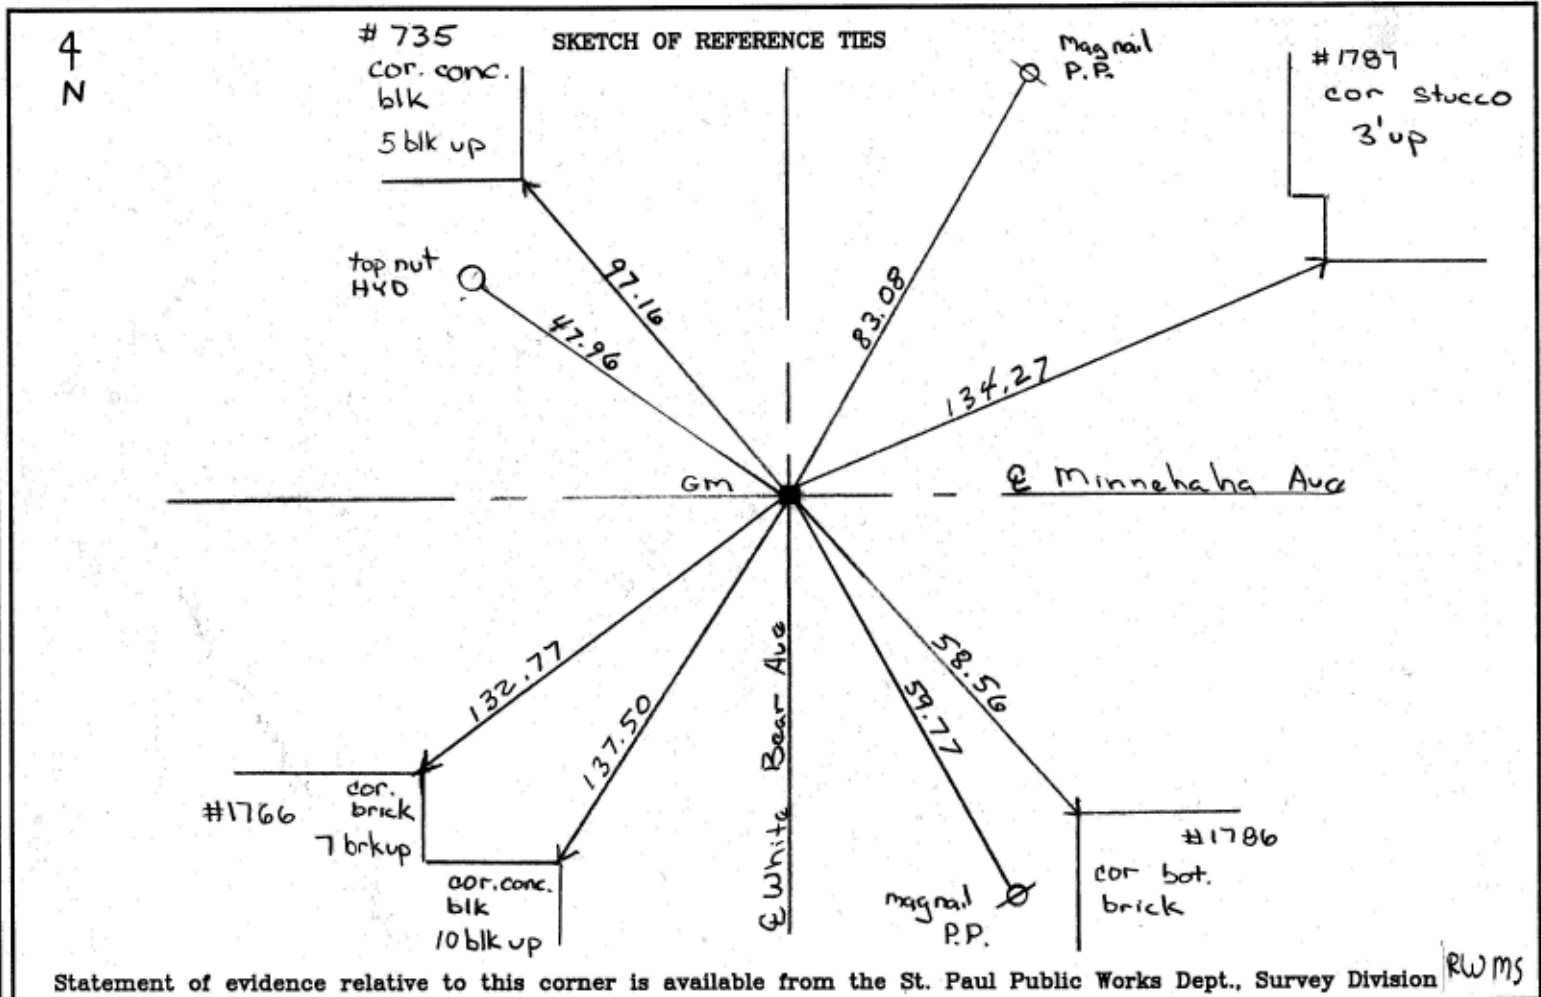 SKETCH OF REFERENCE TIES
4
N
# 735
cor. conc.
blk
5 blk up
Mag nail
P.P.
#1787
cor stucco
3' up
top nut
HYD
97.16
47.96
83.08
134.27
GM
℄ Minnehaha Ave
132.77
137.50
℄ White Bear Ave
58.56
59.77
#1766
cor.
brick
7 brk up
cor. conc.
blk
10 blk up
mag nail
P.P.
#1786
cor bot.
brick
Statement of evidence relative to this corner is available from the St. Paul Public Works Dept., Survey Division
RW MS